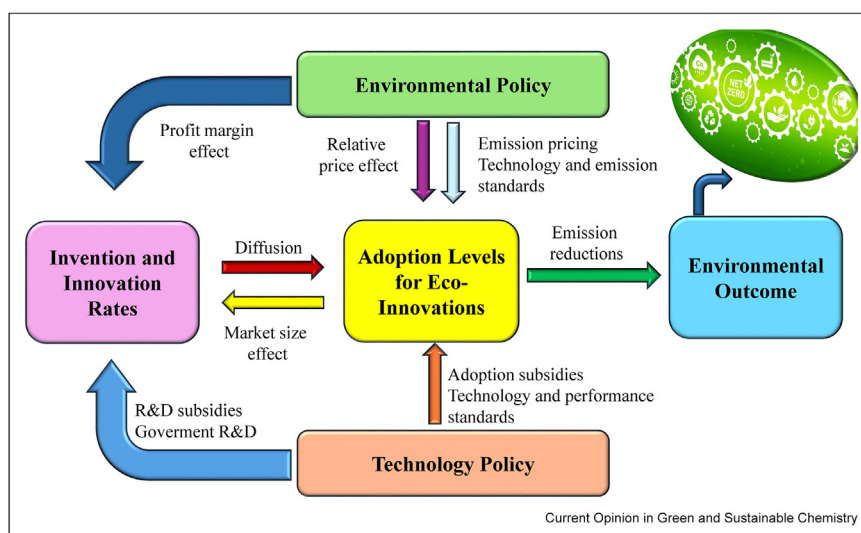 Environmental Policy
Profit margin
effect
Relative
price effect
Emission pricing
Technology and emission
standards
NET
ZERO
Invention and
Innovation
Rates
Diffusion
Market size
effect
Adoption Levels
for Eco-
Innovations
Emission
reductions
Environmental
Outcome
R&D subsidies
Goverment R&D
Adoption subsidies
Technology and performance
standards
Technology Policy
Current Opinion in Green and Sustainable Chemistry